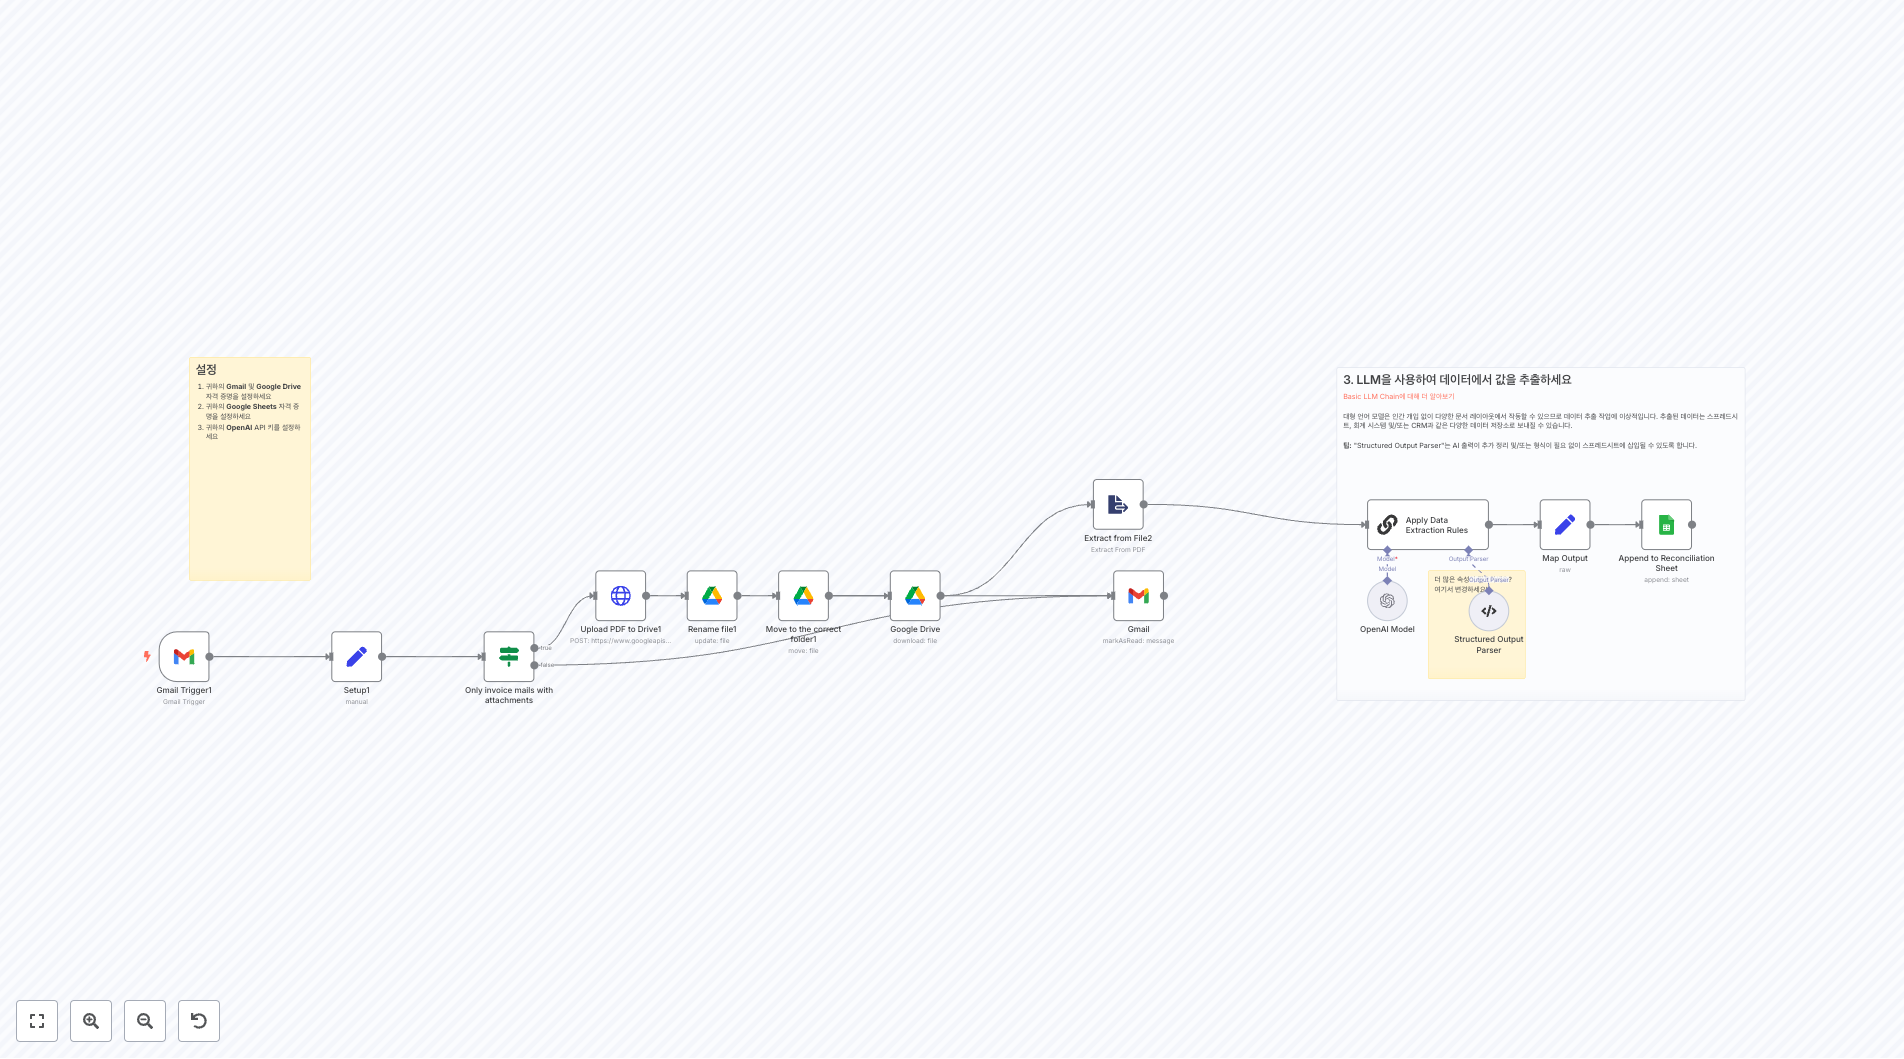 설정
1. 귀하의 Gmail 및 Google Drive
자격 증명을 설정하세요
2. 귀하의 Google Sheets 자격 증
명을 설정하세요
3. 귀하의 OpenAI API 키를 설정하
세요
Gmail Trigger1
Gmail Trigger
Setup1
manual
Only invoice mails with
attachments
true
false
Upload PDF to Drive1
POST: https://www.googleapis...
Rename file1
update: file
Move to the correct
folder1
move: file
Google Drive
download: file
Extract from File2
Extract From PDF
Gmail
markAsRead: message
3. LLM을 사용하여 데이터에서 값을 추출하세요
Basic LLM Chain에 대해 더 알아보기
대형 언어 모델은 인간 개입 없이 다양한 문서 레이아웃에서 작동할 수 있으므로 데이터 추출 작업에 이상적입니다. 추출된 데이터는 스프레드시
트, 회계 시스템 및/또는 CRM과 같은 다양한 데이터 저장소로 보내질 수 있습니다.
팁: "Structured Output Parser"는 AI 출력이 추가 정리 및/또는 형식이 필요 없이 스프레드시트에 삽입될 수 있도록 합니다.
Apply Data
Extraction Rules
Model*
Model
Output Parser
OpenAI Model
더 많은 속성
Output Parser
?
여기서 변경하세요
Structured Output
Parser
Map Output
raw
Append to Reconciliation
Sheet
append: sheet